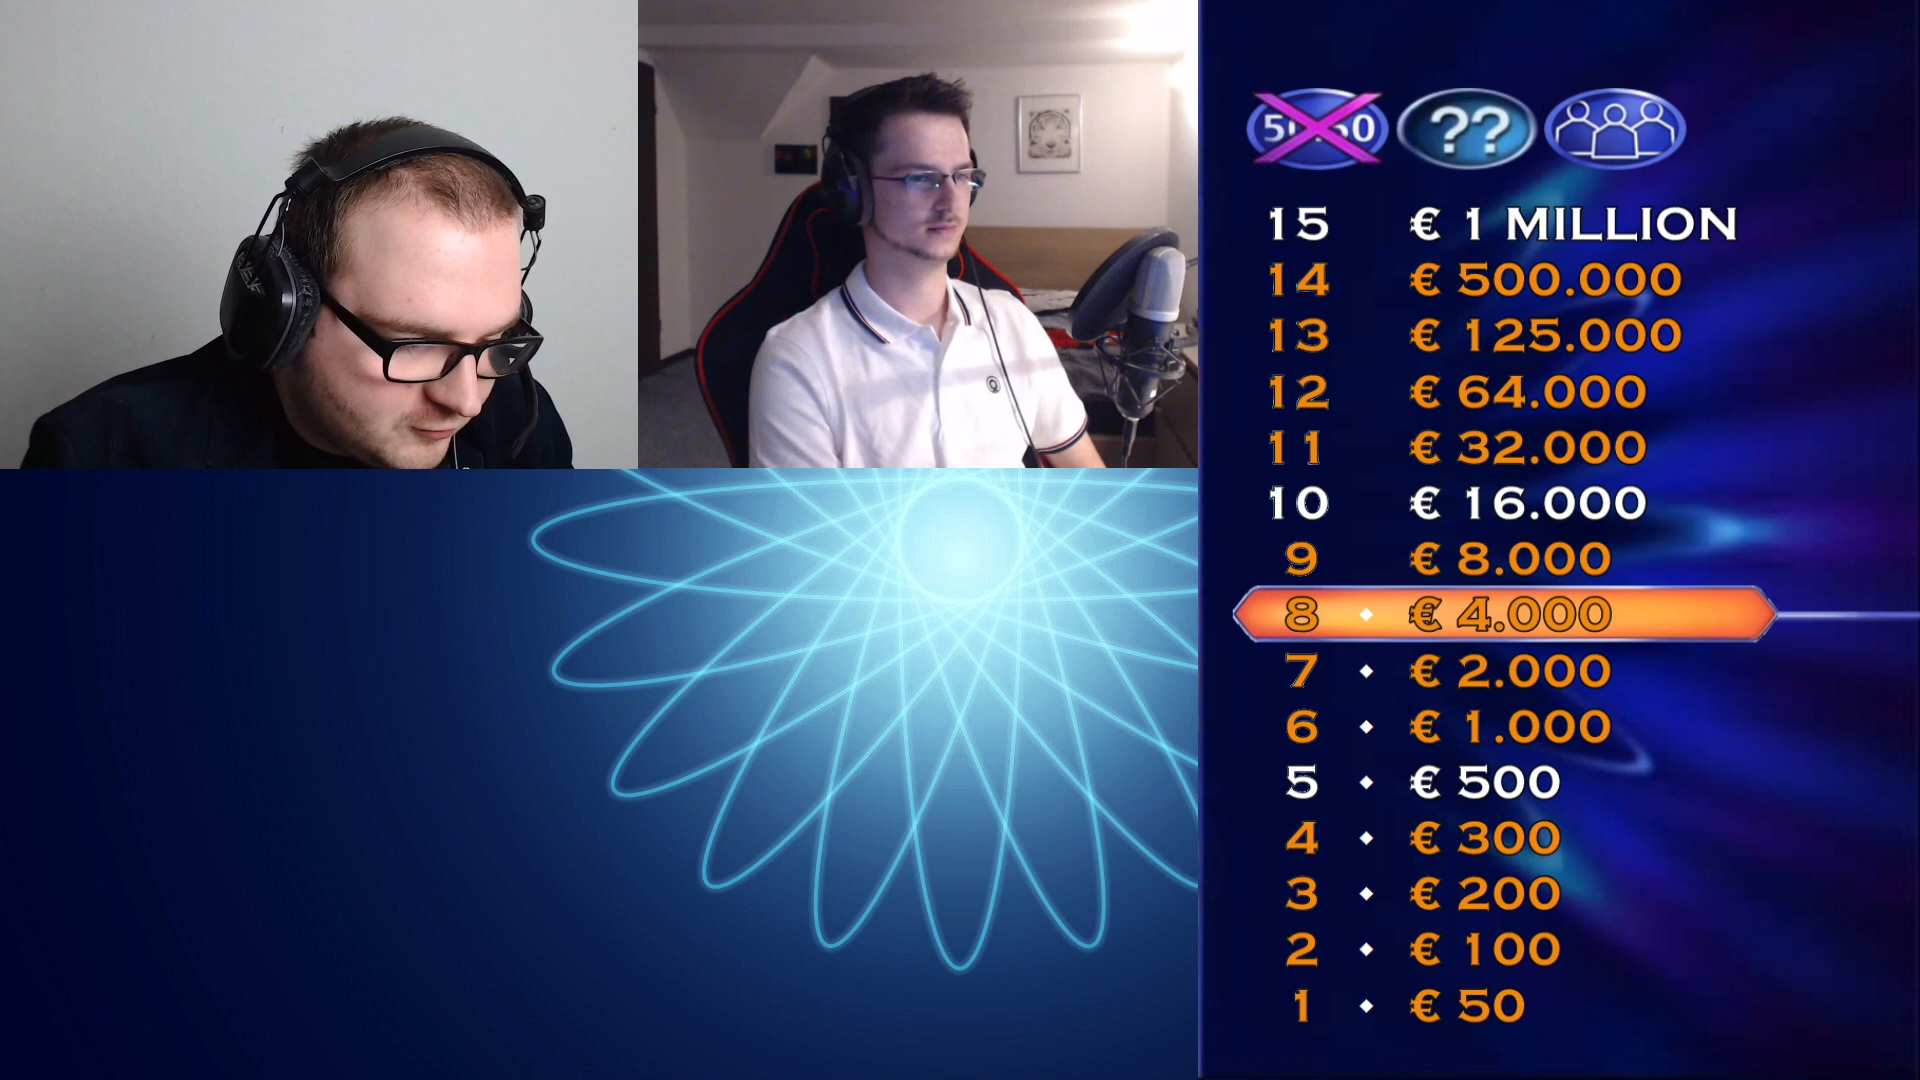 50:50 ??
15 € 1 MILLION
14 € 500.000
13 € 125.000
12 € 64.000
11 € 32.000
10 € 16.000
9 € 8.000
8 ◆ € 4.000
7 ◆ € 2.000
6 ◆ € 1.000
5 ◆ € 500
4 ◆ € 300
3 ◆ € 200
2 ◆ € 100
1 ◆ € 50